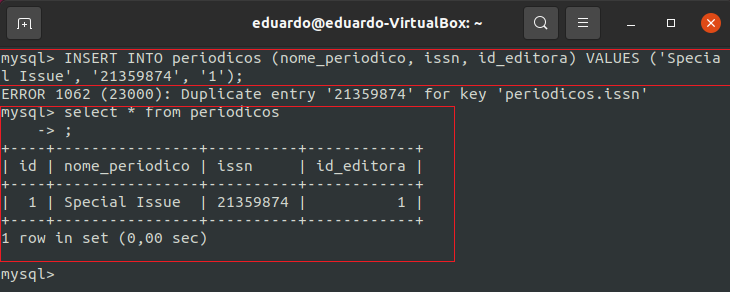 eduardo@eduardo-VirtualBox: ~
mysql> INSERT INTO periodicos (nome_periodico, issn, id_editora) VALUES ('Specia
l Issue', '21359874', '1');
ERROR 1062 (23000): Duplicate entry '21359874' for key 'periodicos.issn'
mysql> select * from periodicos
    -> ;
+----+----------------+----------+------------+
| id | nome_periodico | issn     | id_editora |
+----+----------------+----------+------------+
|  1 | Special Issue  | 21359874 |          1 |
+----+----------------+----------+------------+
1 row in set (0,00 sec)
mysql>